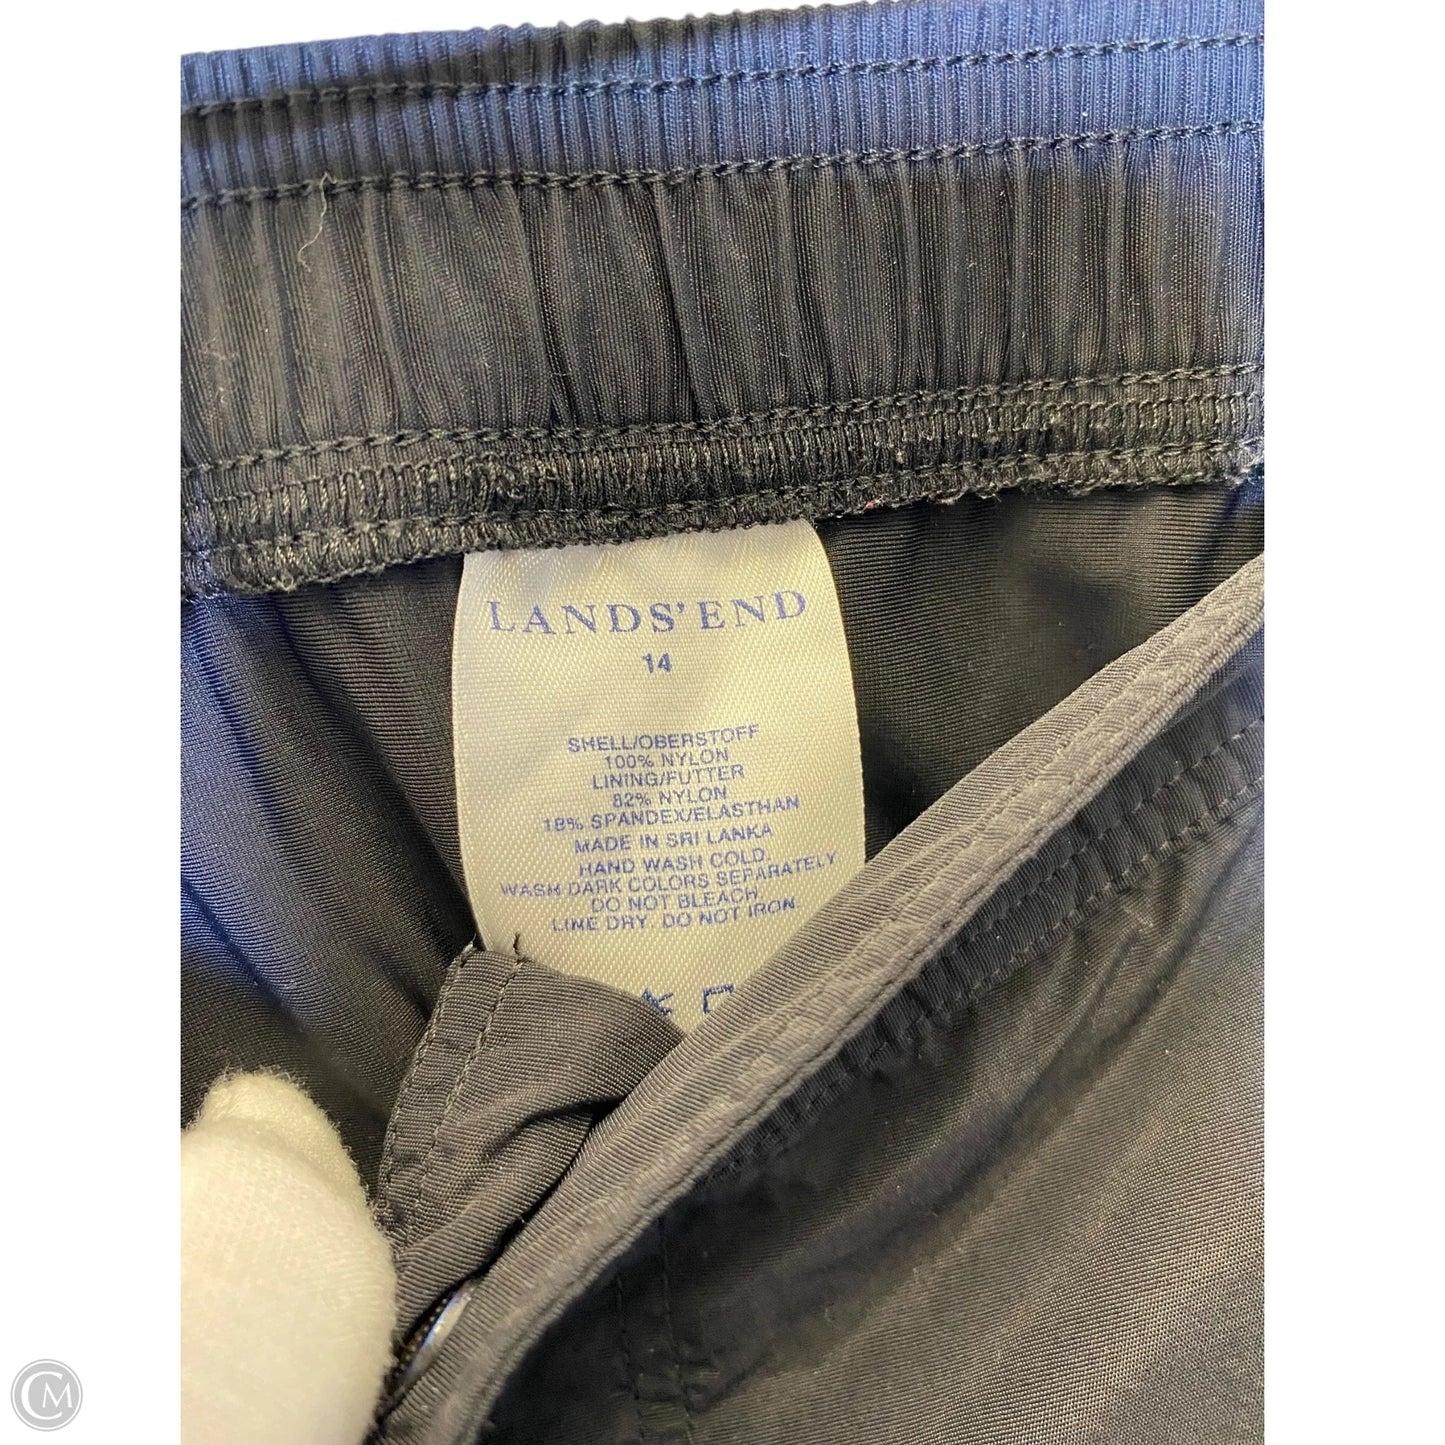 LANDS' END
14
SHELL/OBERSTOFF
100% NYLON
LINING/FUTTER
82% NYLON
18% SPANDEX/ELASTHAN
MADE IN SRI LANKA
HAND WASH COLD.
WASH DARK COLORS SEPARATELY
DO NOT BLEACH.
LINE DRY. DO NOT IRON.
CM